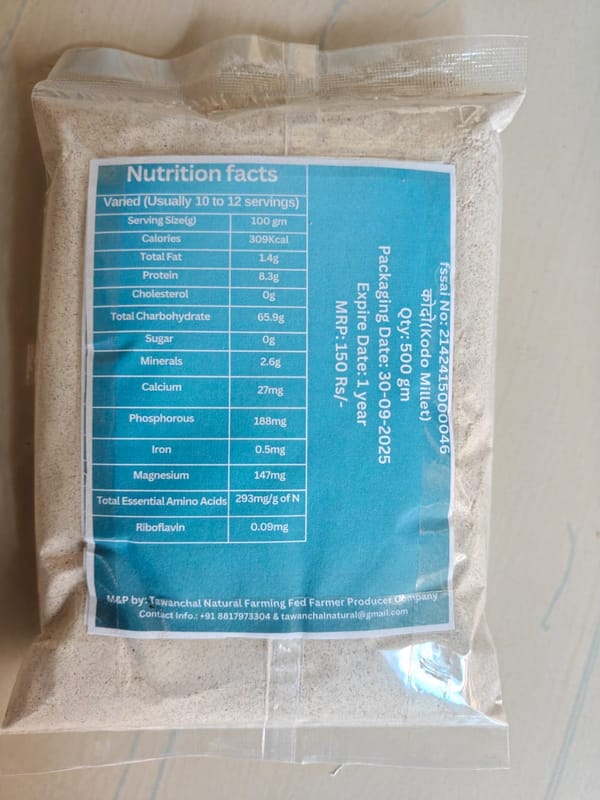 Nutrition facts
Varied (Usually 10 to 12 servings)
Serving Size(g) 100 gm
Calories 309Kcal
Total Fat 1.4g
Protein 8.3g
Cholesterol 0g
Total Charbohydrate 65.9g
Sugar 0g
Minerals 2.6g
Calcium 27mg
Phosphorous 188mg
Iron 0.5mg
Magnesium 147mg
Total Essential Amino Acids 293mg/g of N
Riboflavin 0.09mg
fssai No: 21424150000046
कोदो(Kodo Millet)
Qty: 500 gm
Packaging Date: 30-09-2025
Expire Date: 1 year
MRP: 150 Rs/-
M&P by: Tawanchal Natural Farming Fed Farmer Producer Company
Contact Info.: +91 8817973304 & tawanchalnatural@gmail.com